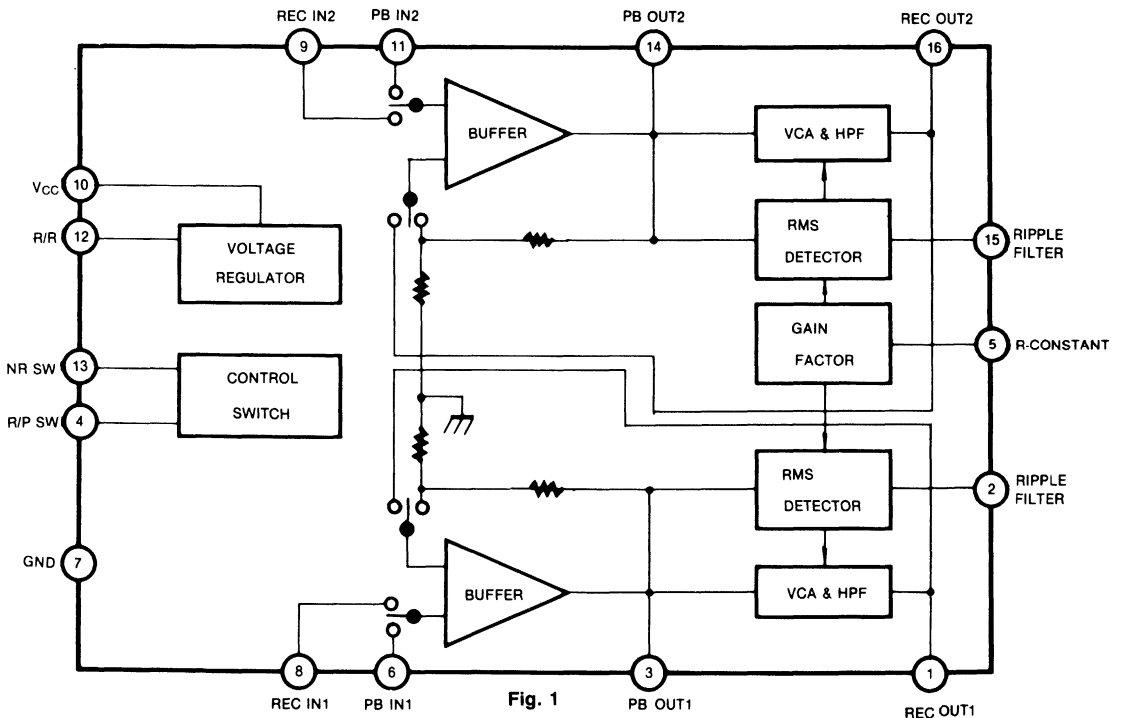 REC IN2
PB IN2
PB OUT2
REC OUT2
9
11
14
16
BUFFER
VCA & HPF
VCC
10
R/R
12
VOLTAGE
REGULATOR
RMS
DETECTOR
15
RIPPLE
FILTER
GAIN
FACTOR
5
R-CONSTANT
NR SW
13
CONTROL
SWITCH
R/P SW
4
RMS
DETECTOR
2
RIPPLE
FILTER
GND
7
BUFFER
VCA & HPF
8
6
3
1
REC IN1
PB IN1
Fig. 1
PB OUT1
REC OUT1